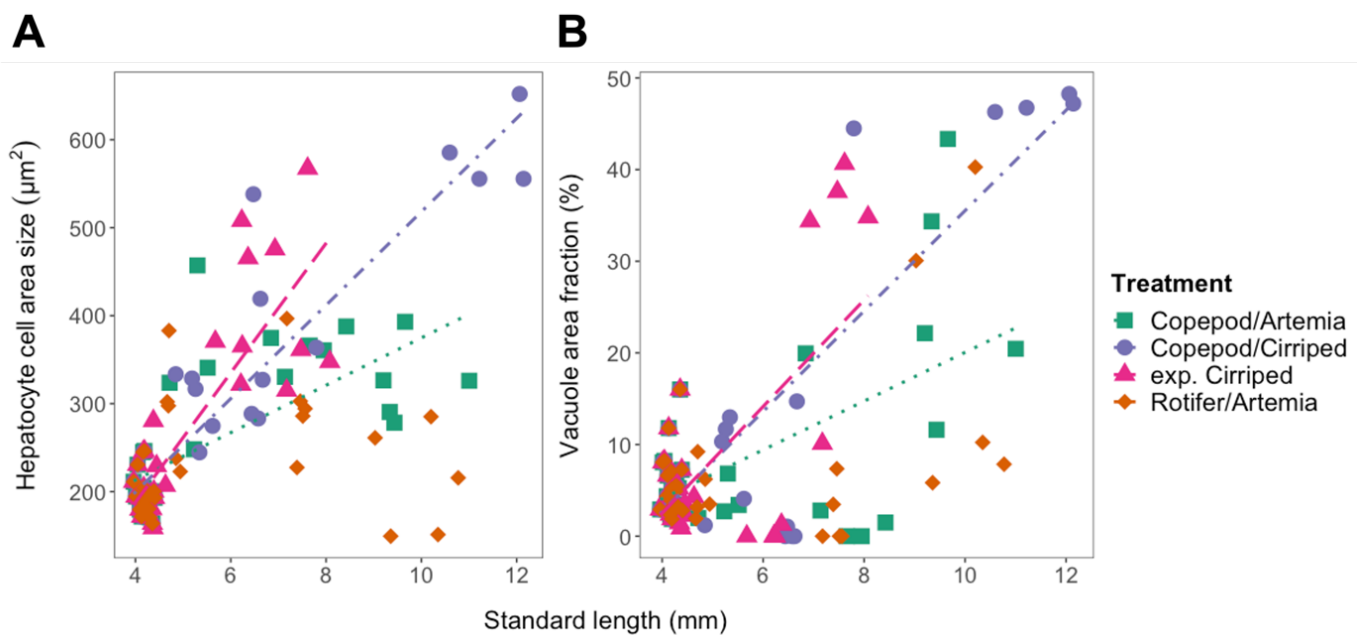 A
B
Hepatocyte cell area size (µm²)
600
500
400
300
200
4
6
8
10
12
Vacuole area fraction (%)
50
40
30
20
10
0
4
6
8
10
12
Standard length (mm)
Treatment
Copepod/Artemia
Copepod/Cirriped
exp. Cirriped
Rotifer/Artemia